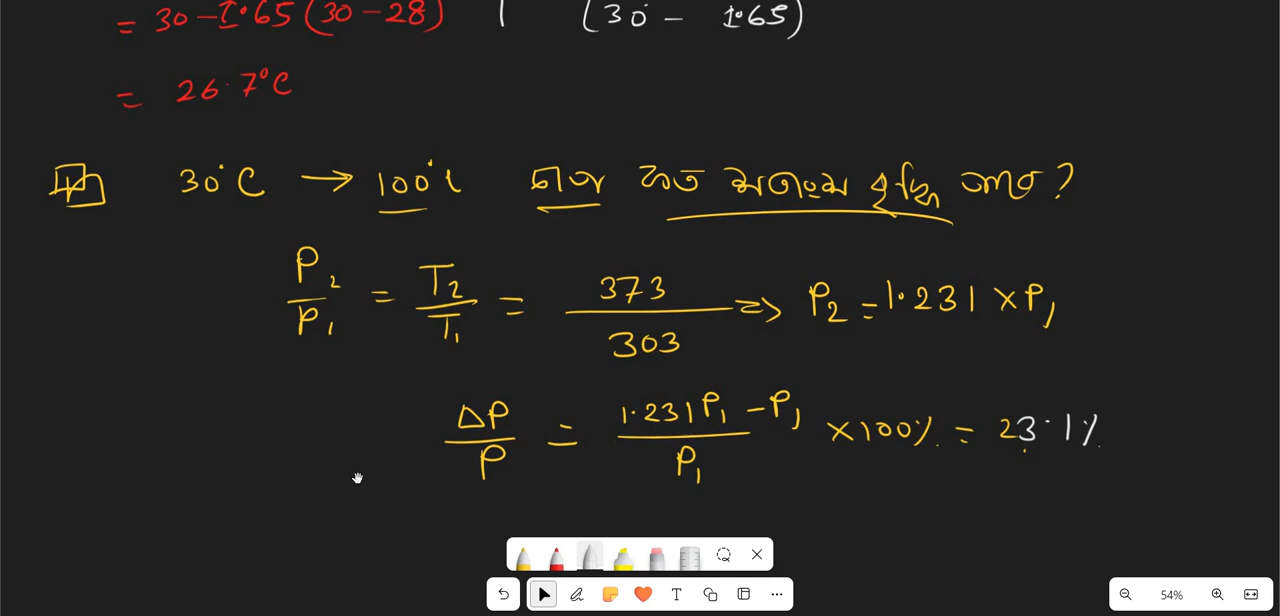 = 30 - 1.65 (30 - 28) | (30 - 1.65)
= 26.7°C
30°C → 100°C চাপ কত শতাংশ বৃদ্ধি পাবে?
P₂/P₁ = T₂/T₁ = 373/303 => P₂ = 1.231 × P₁
ΔP/P = (1.231P₁ - P₁)/P₁ × 100% = 23.1%
54%